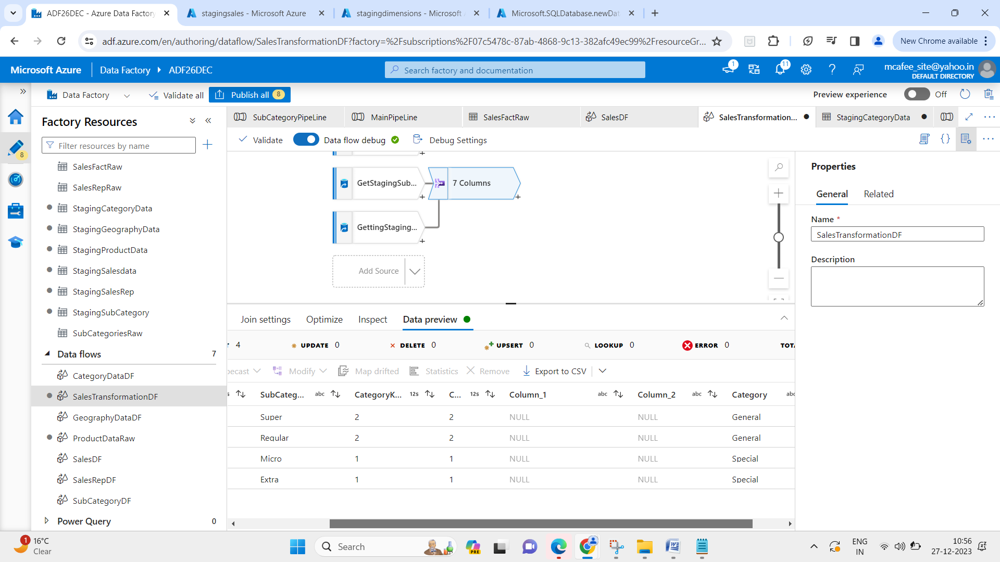 ADF26DEC - Azure Data Factory
stagingsales - Microsoft Azure
stagingdimensions - Microsoft A
Microsoft.SQLDatabase.newDat
adf.azure.com/en/authoring/dataflow/SalesTransformationDF?factory=%2Fsubscriptions%2F07c5478c-87ab-4868-9c13-382afc49ec99%2FresourceGr...
New Chrome available
Microsoft Azure
Data Factory
ADF26DEC
Search factory and documentation
1
11
mcafee_site@yahoo.in
DEFAULT DIRECTORY
Data Factory
Validate all
Publish all 8
Preview experience
Off
8
Factory Resources
Filter resources by name
SalesFactRaw
SalesRepRaw
StagingCategoryData
StagingGeographyData
StagingProductData
StagingSalesdata
StagingSalesRep
StagingSubCategory
SubCategoriesRaw
Data flows 7
CategoryDataDF
SalesTransformationDF
GeographyDataDF
ProductDataRaw
SalesDF
SalesRepDF
SubCategoryDF
Power Query 0
SubCategoryPipeLine
MainPipeLine
SalesFactRaw
SalesDF
SalesTransformation...
StagingCategoryData
Validate
Data flow debug
Debug Settings
GetStagingSub...
7 Columns
GettingStaging...
Add Source
Join settings
Optimize
Inspect
Data preview
T 4
UPDATE 0
DELETE 0
UPSERT 0
LOOKUP 0
ERROR 0
TOTA
pecast
Modify
Map drifted
Statistics
Remove
Export to CSV
s SubCateg... abc CategoryK... 12s C... 12s Column_1 abc Column_2 abc Category abc
Super 2 2 NULL NULL General
Regular 2 2 NULL NULL General
Micro 1 1 NULL NULL Special
Extra 1 1 NULL NULL Special
Properties
General
Related
Name *
SalesTransformationDF
Description
1
16°C
Clear
Search
PRE
ENG
IN
10:56
27-12-2023